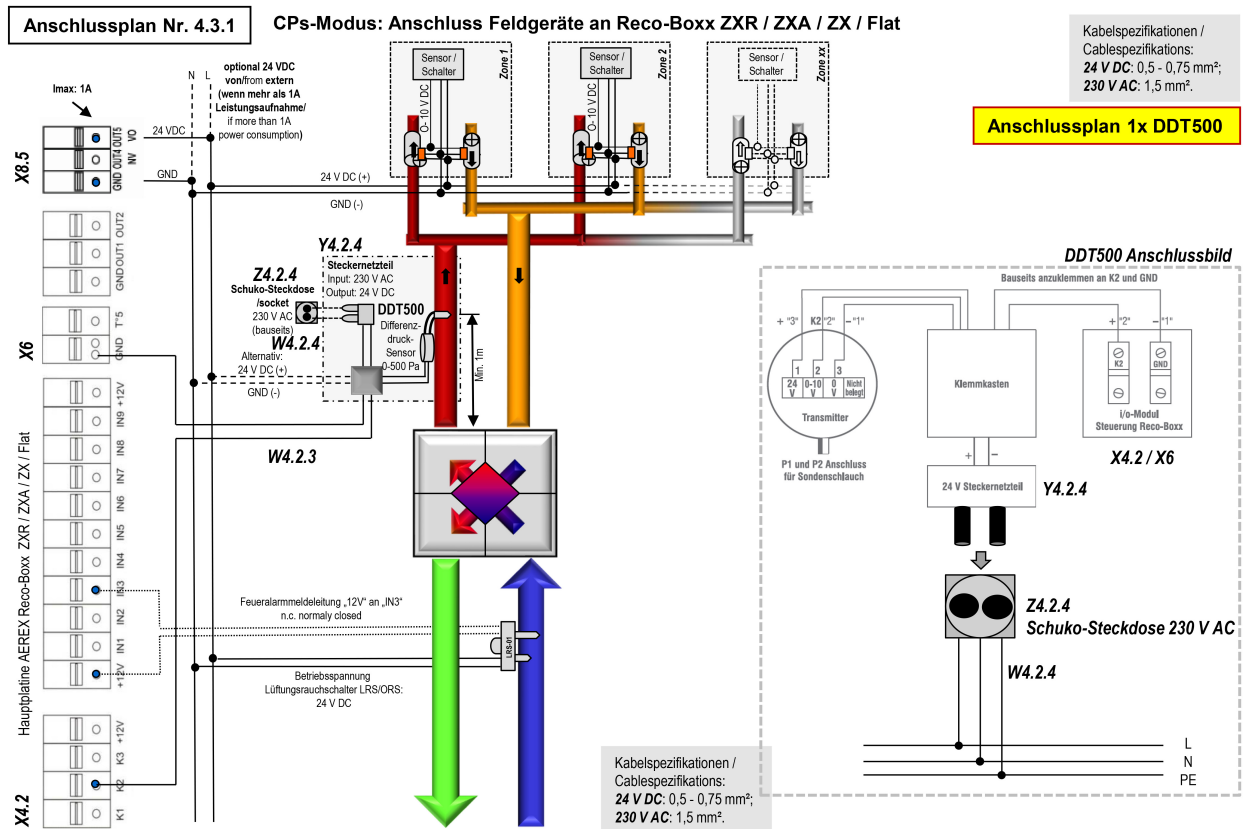 Anschlussplan Nr. 4.3.1
CPs-Modus: Anschluss Feldgeräte an Reco-Boxx ZXR / ZXA / ZX / Flat
Kabelspezifikationen /
Cablespezifikations:
24 V DC: 0,5 - 0,75 mm²;
230 V AC: 1,5 mm².
Anschlussplan 1x DDT500
Imax: 1A
N
L
optional 24 VDC
von/from extern
(wenn mehr als 1A
Leistungsaufnahme/
if more than 1A
power consumption)
Sensor /
Schalter
Zone 1
O- 10 V DC
Sensor /
Schalter
Zone 2
O- 10 V DC
Sensor /
Schalter
Zone xx
X8.5
OUT5
VO
OUT4
INV
GND
24 VDC
GND
24 V DC (+)
GND (-)
OUT2
OUT1
GND
X6
T°5
GND
Y4.2.4
Steckernetzteil
Input: 230 V AC
Output: 24 V DC
Z4.2.4
Schuko-Steckdose
/socket
230 V AC
(bauseits)
W4.2.4
DDT500
Differenz-
druck-
Sensor
0-500 Pa
Min. 1m
Alternativ:
24 V DC (+)
GND (-)
W4.2.3
Hauptplatine AEREX Reco-Boxx ZXR / ZXA / ZX / Flat
+12V
IN9
IN8
IN7
IN6
IN5
IN4
IN3
IN2
IN1
+12V
Feueralarmmeldeleitung „12V“ an „IN3“
n.c. normaly closed
LRS-01
Betriebsspannung
Lüftungsrauchschalter LRS/ORS:
24 V DC
X4.2
+12V
K3
K2
K1
Kabelspezifikationen /
Cablespezifikations:
24 V DC: 0,5 - 0,75 mm²;
230 V AC: 1,5 mm².
DDT500 Anschlussbild
Bauseits anzuklemmen an K2 und GND
+ "3"
K2 "2"
– "1"
+ "2"
– "1"
1 2 3
24 V
0-10 V
0 V
Nicht belegt
Transmitter
P1 und P2 Anschluss
für Sondenschlauch
Klemmkasten
K2
GND
i/o-Modul
Steuerung Reco-Boxx
X4.2 / X6
+ –
24 V Steckernetzteil
Y4.2.4
Z4.2.4
Schuko-Steckdose 230 V AC
W4.2.4
L
N
PE